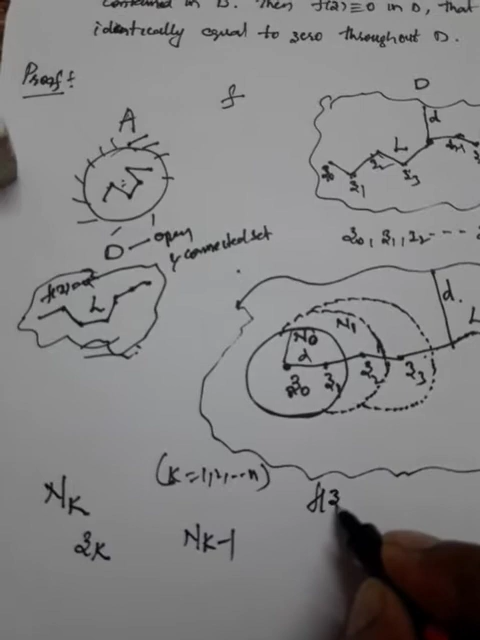 contained in D. Then f(z)≡0 in D, that
identically equal to zero throughout D.
Proof:
f
A
D
d
L
z0 z1 z2 z3
D — open
& connected set
z0, z1, z2 ----
f(z)=0
L
d.
L
N0 N1
d
z0 z1 z2 z3
(K=1,2,...n)
NK
f(z
zK
NK-1